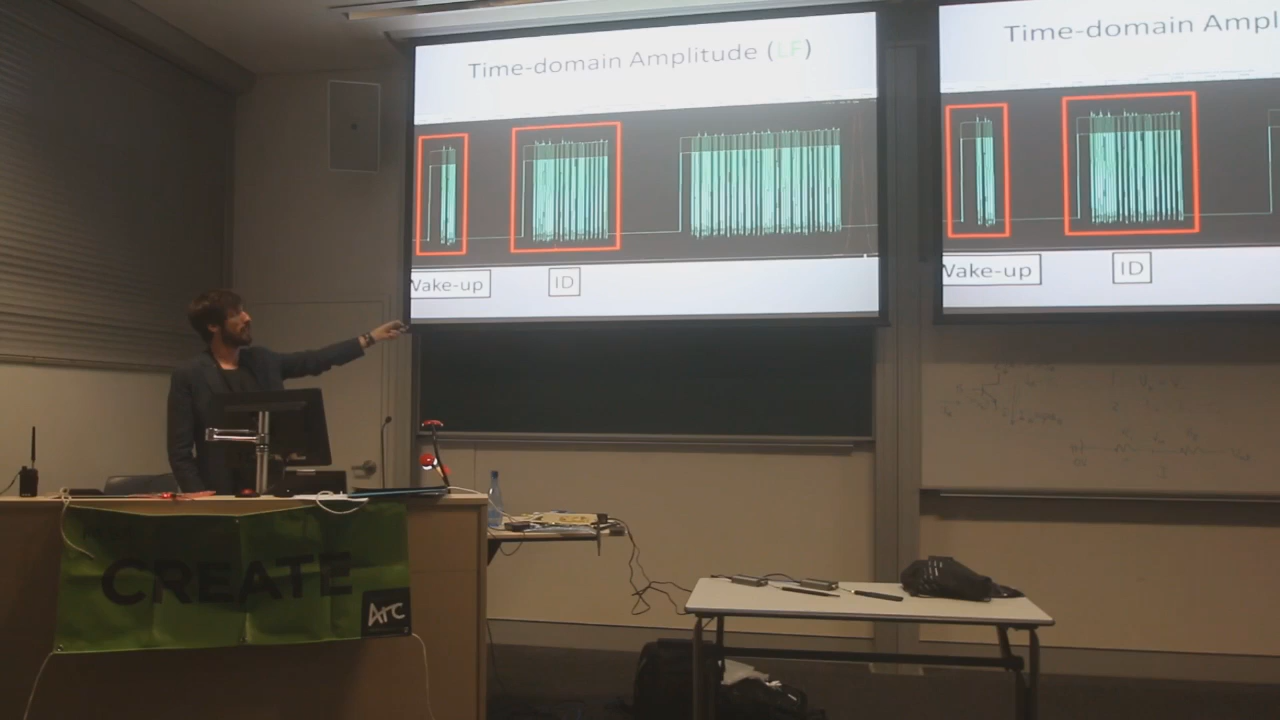 Time-domain Amplitude (LF)
Wake-up
ID
Time-domain Ampl
Wake-up
ID
CREATE
Arc